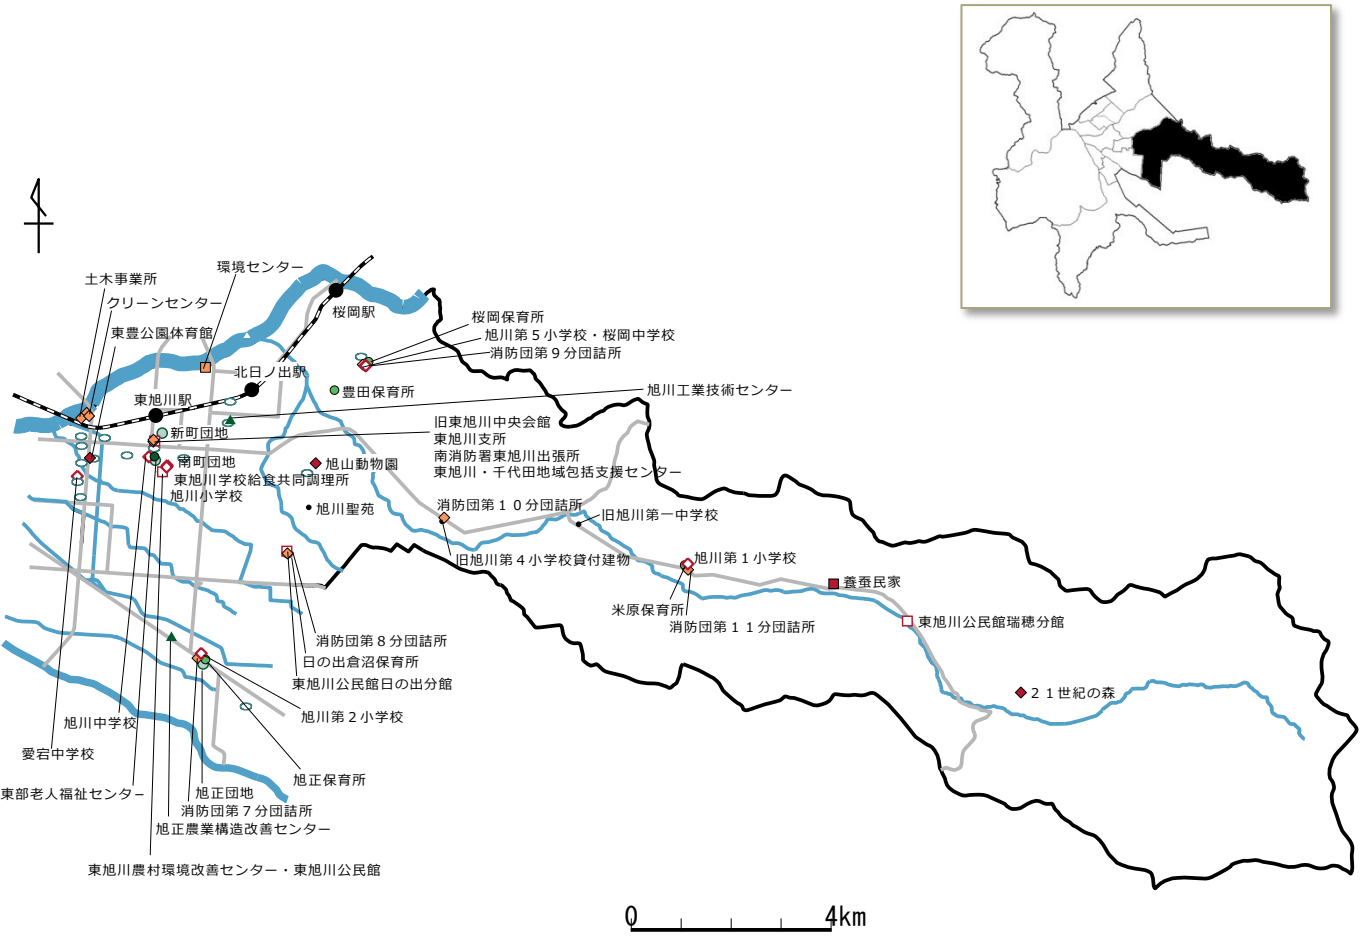 環境センター
土木事業所
クリーンセンター
東豊公園体育館
桜岡駅
桜岡保育所
旭川第５小学校・桜岡中学校
消防団第９分団詰所
北日ノ出駅
豊田保育所
旭川工業技術センター
東旭川駅
新町団地
旧東旭川中央会館
東旭川支所
南消防署東旭川出張所
東旭川・千代田地域包括支援センター
南町団地
旭山動物園
東旭川学校給食共同調理所
旭川小学校
旭川聖苑
消防団第１０分団詰所
旧旭川第一中学校
旧旭川第４小学校貸付建物
旭川第１小学校
養蚕民家
米原保育所
消防団第１１分団詰所
東旭川公民館瑞穂分館
消防団第８分団詰所
日の出倉沼保育所
東旭川公民館日の出分館
２１世紀の森
旭川第２小学校
旭川中学校
愛宕中学校
旭正保育所
東部老人福祉センター
旭正団地
消防団第７分団詰所
旭正農業構造改善センター
東旭川農村環境改善センター・東旭川公民館
0 4km